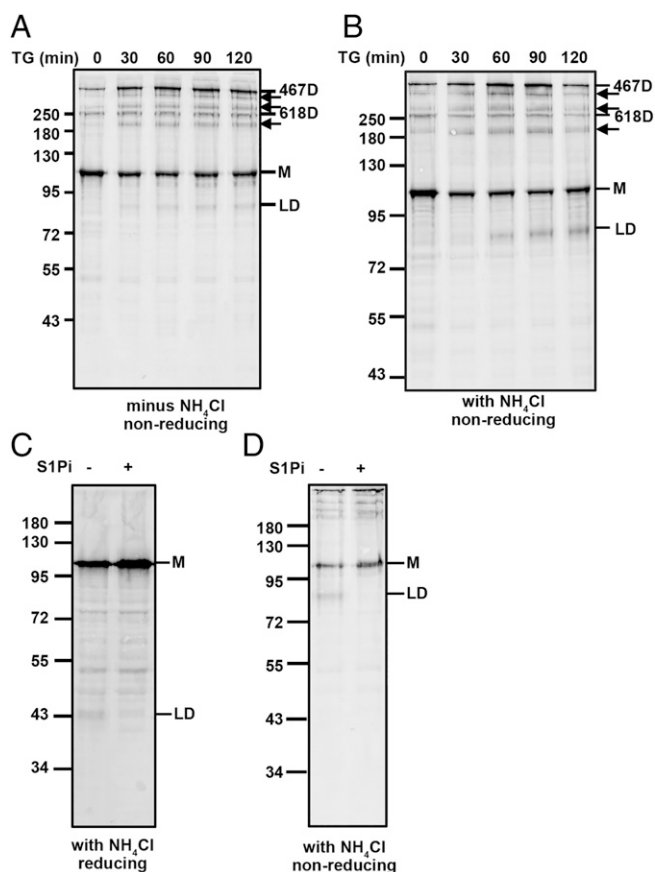 A
TG (min) 0 30 60 90 120
467D
618D
250
180
130
M
95
LD
72
55
43
minus NH₄Cl
non-reducing
B
TG (min) 0 30 60 90 120
467D
618D
250
180
130
M
95
LD
72
55
43
with NH₄Cl
non-reducing
C
S1Pi - +
180
130
M
95
72
55
43
LD
34
with NH₄Cl
reducing
D
S1Pi - +
180
130
M
95
LD
72
55
43
34
with NH₄Cl
non-reducing